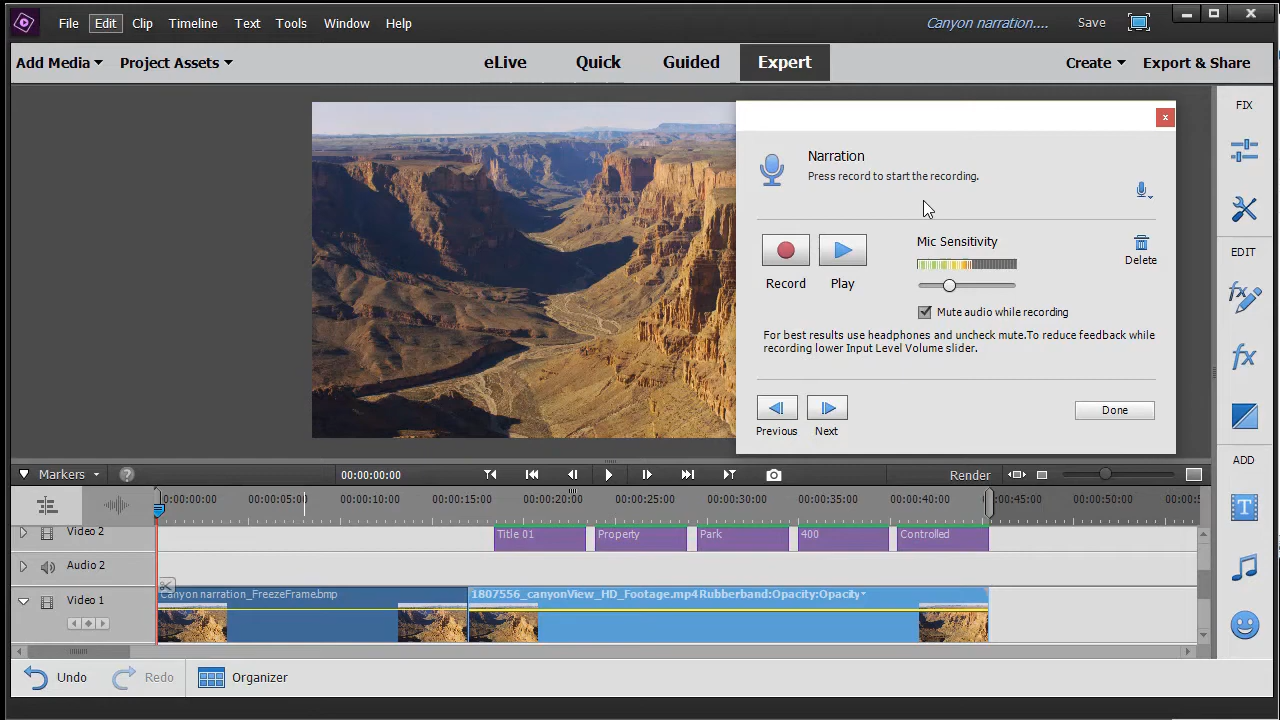 File Edit Clip Timeline Text Tools Window Help
Canyon narration.... Save
Add Media Project Assets eLive Quick Guided Expert Create Export & Share
FIX
Narration
Press record to start the recording.
Mic Sensitivity
Record Play
Delete
Mute audio while recording
For best results use headphones and uncheck mute.To reduce feedback while
recording lower Input Level Volume slider.
Previous Next
Done
EDIT
ADD
Markers ? 00:00:00:00 Render
0:00:00:00 00:00:05:00 00:00:10:00 00:00:15:00 00:00:20:00 00:00:25:00 00:00:30:00 00:00:35:00 00:00:40:00 0:00:45:00 00:00:50:00
Video 2 Title 01 Property Park 400 Controlled
Audio 2
Video 1 Canyon narration_FreezeFrame.bmp 1807556_canyonView_HD_Footage.mp4 Rubberband:Opacity:Opacity
Undo Redo Organizer